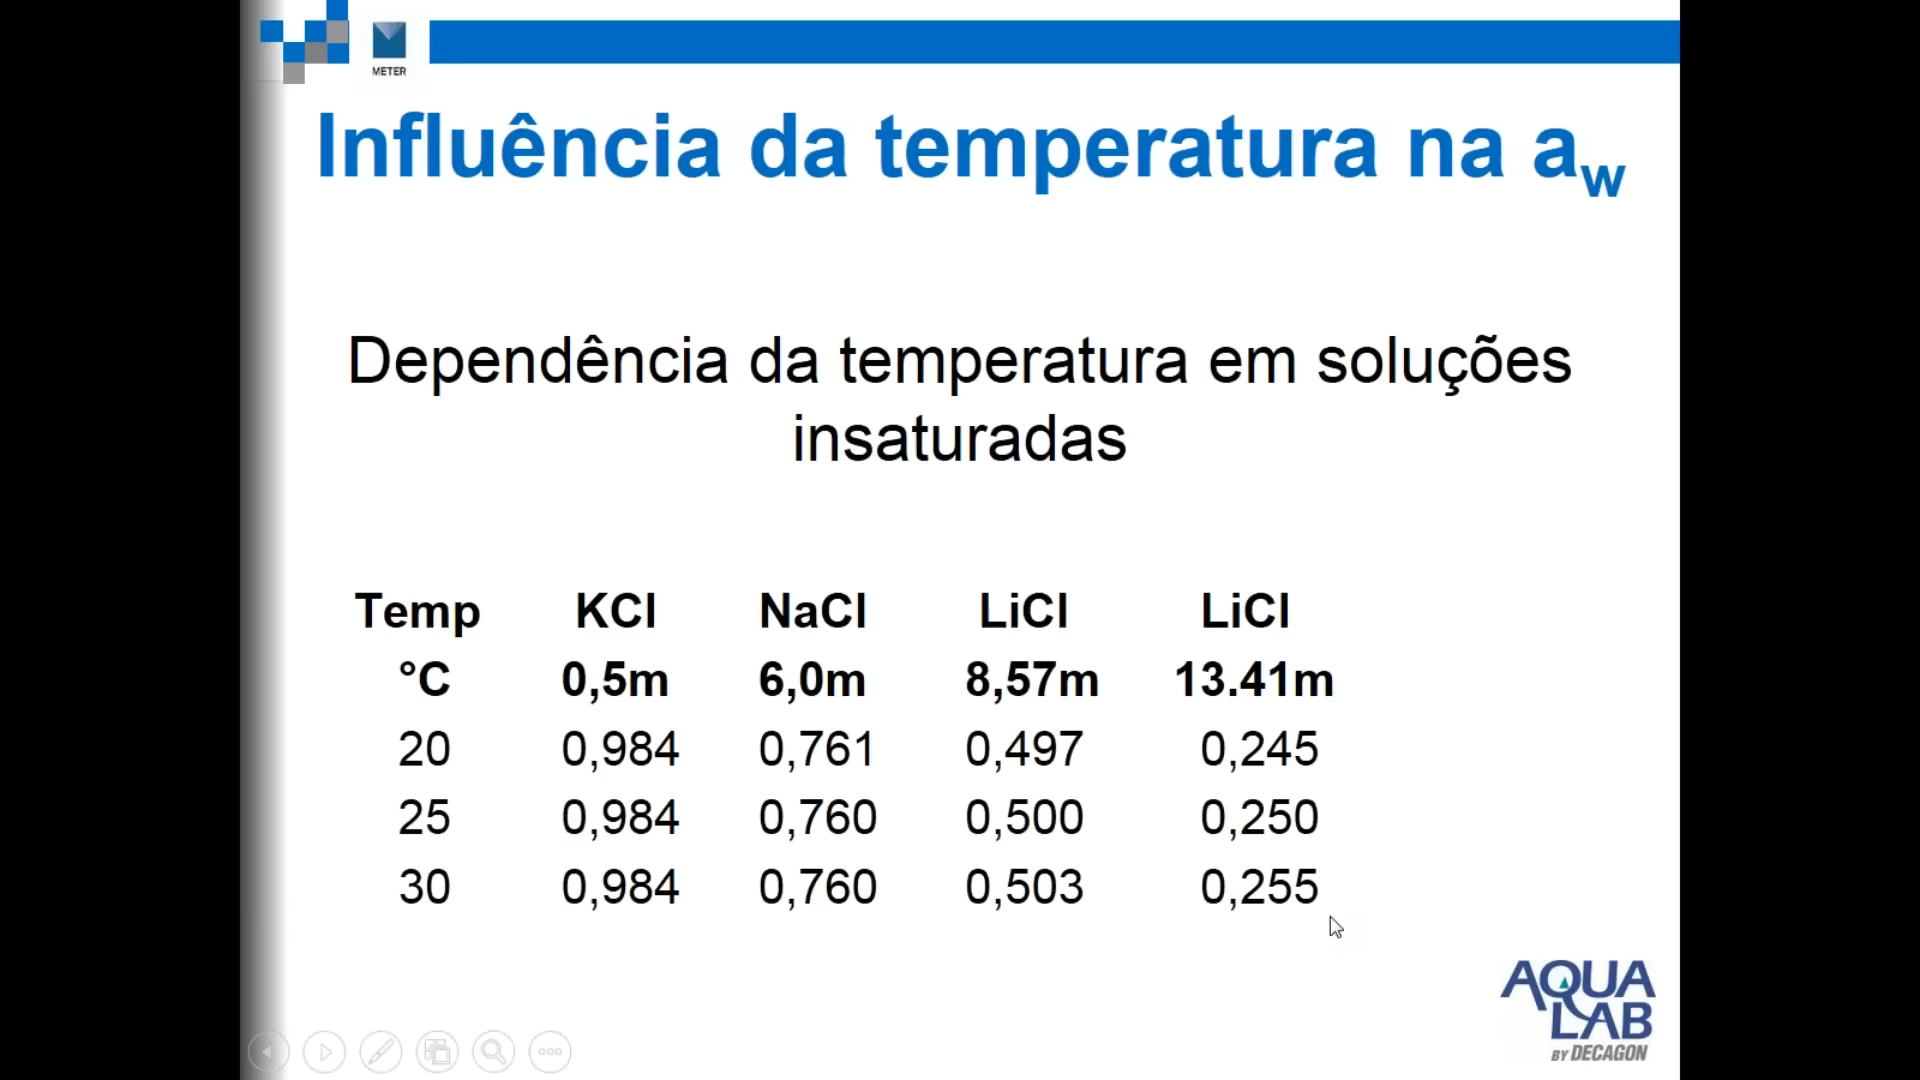 METER
Influência da temperatura na aw
Dependência da temperatura em soluções
insaturadas
Temp KCl NaCl LiCl LiCl
°C 0,5m 6,0m 8,57m 13.41m
20 0,984 0,761 0,497 0,245
25 0,984 0,760 0,500 0,250
30 0,984 0,760 0,503 0,255
AQUA
LAB
BY DECAGON